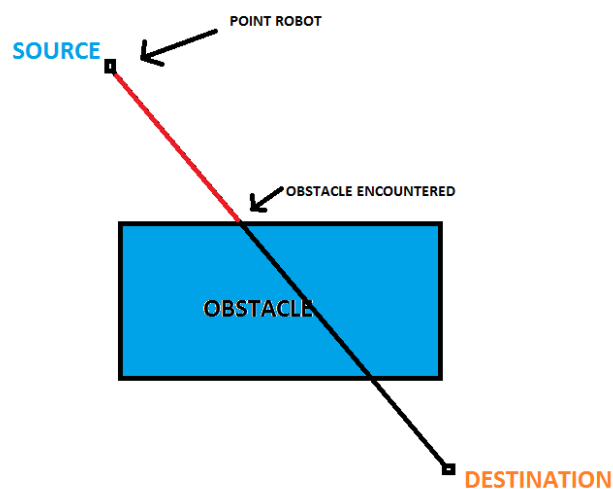 POINT ROBOT
SOURCE
OBSTACLE ENCOUNTERED
OBSTACLE
DESTINATION